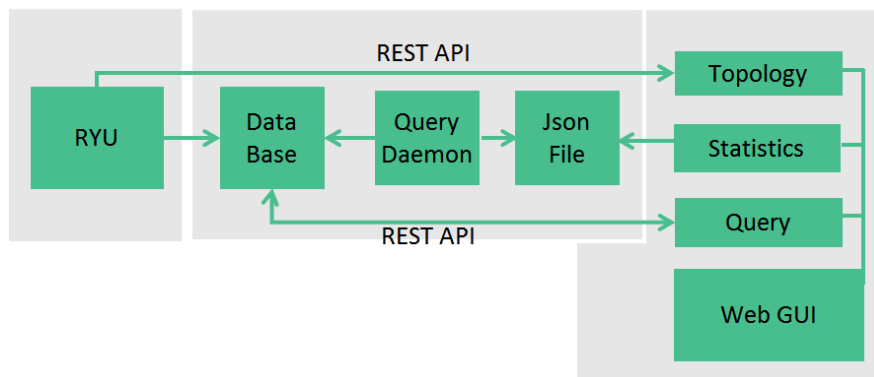 REST API
Topology
RYU
Data
Base
Query
Daemon
Json
File
Statistics
Query
REST API
Web GUI